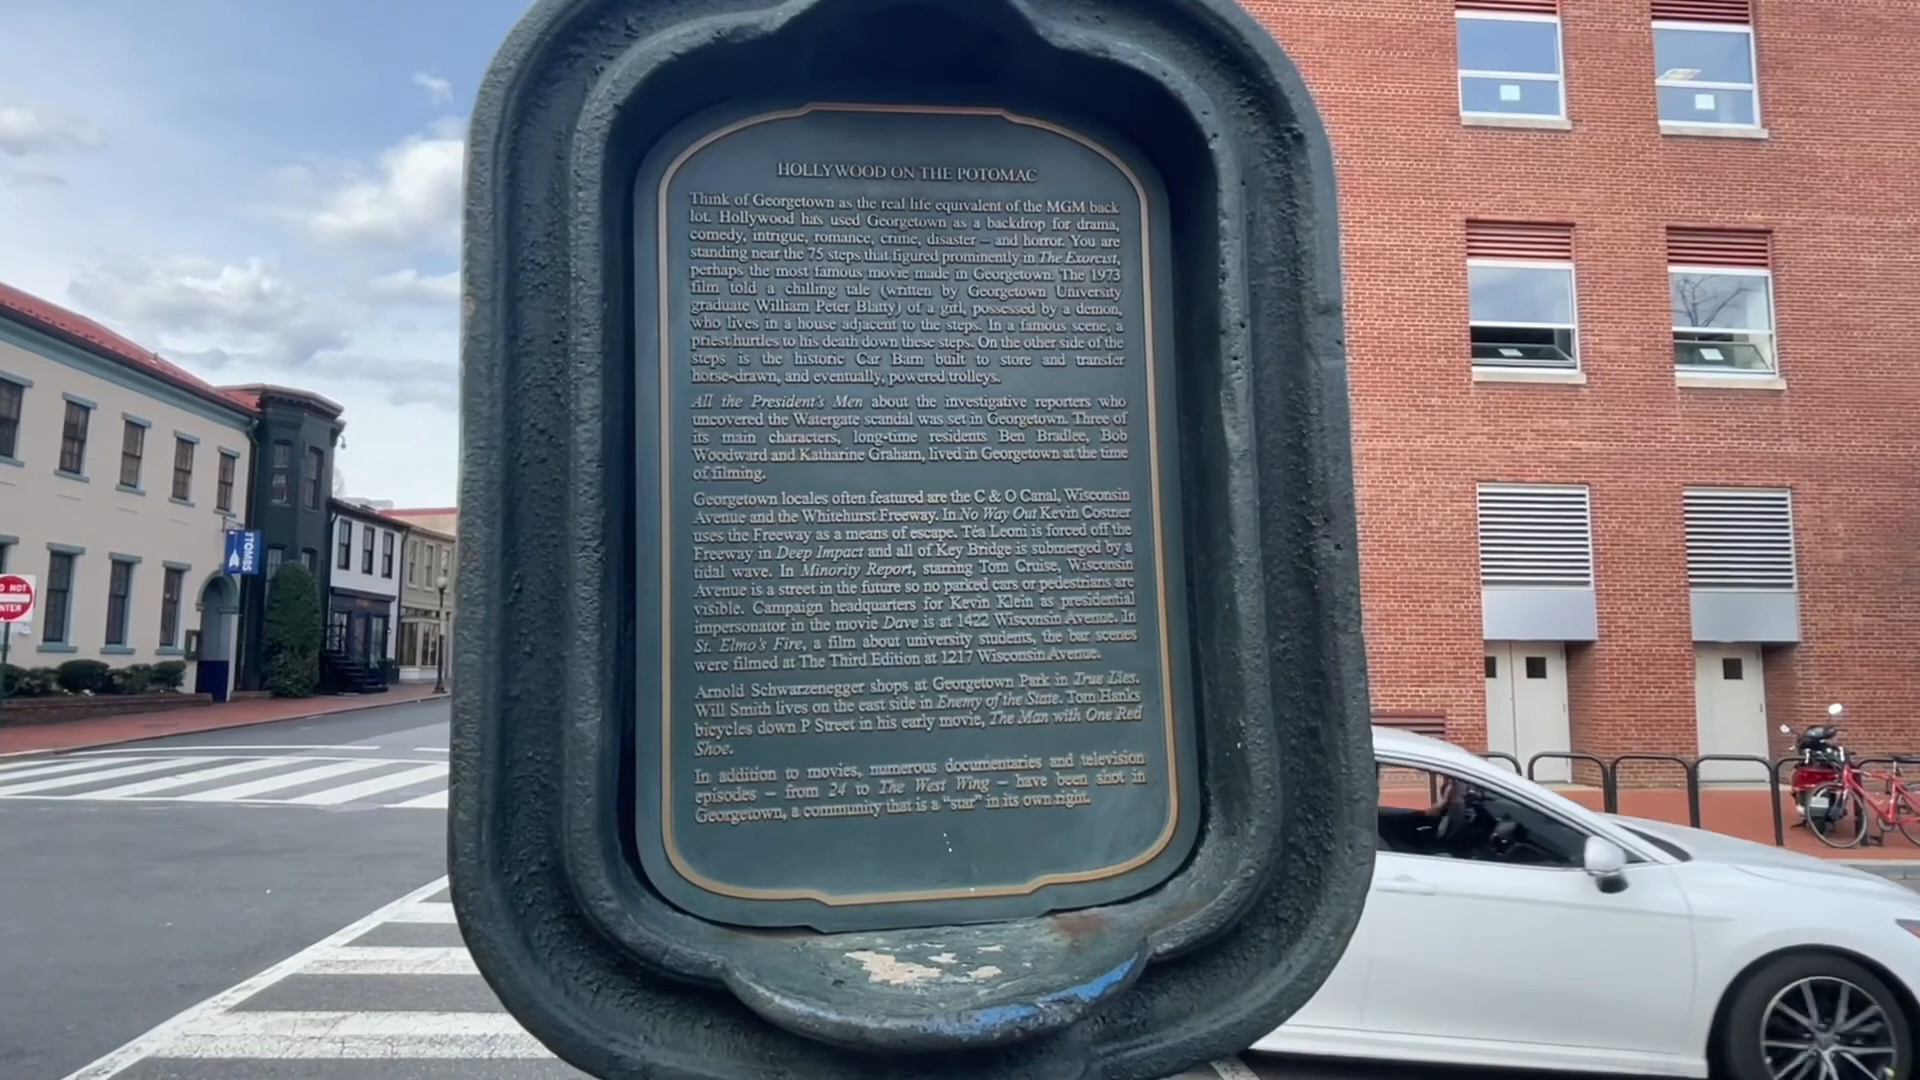 HOLLYWOOD ON THE POTOMAC
Think of Georgetown as the real life equivalent of the MGM back
lot. Hollywood has used Georgetown as a backdrop for drama,
comedy, intrigue, romance, crime, disaster – and horror. You are
standing near the 75 steps that figured prominently in The Exorcist,
perhaps the most famous movie made in Georgetown. The 1973
film told a chilling tale (written by Georgetown University
graduate William Peter Blatty) of a girl, possessed by a demon,
who lives in a house adjacent to the steps. In a famous scene, a
priest hurtles to his death down these steps. On the other side of the
steps is the historic Car Barn built to store and transfer
horse-drawn, and eventually, powered trolleys.
All the President's Men about the investigative reporters who
uncovered the Watergate scandal was set in Georgetown. Three of
its main characters, long-time residents Ben Bradlee, Bob
Woodward and Katharine Graham, lived in Georgetown at the time
of filming.
Georgetown locales often featured are the C & O Canal, Wisconsin
Avenue and the Whitehurst Freeway. In No Way Out Kevin Costner
uses the Freeway as a means of escape. Téa Leoni is forced off the
Freeway in Deep Impact and all of Key Bridge is submerged by a
tidal wave. In Minority Report, starring Tom Cruise, Wisconsin
Avenue is a street in the future so no parked cars or pedestrians are
visible. Campaign headquarters for Kevin Klein as presidential
impersonator in the movie Dave is at 1422 Wisconsin Avenue. In
St. Elmo's Fire, a film about university students, the bar scenes
were filmed at The Third Edition at 1217 Wisconsin Avenue.
Arnold Schwarzenegger shops at Georgetown Park in True Lies.
Will Smith lives on the east side in Enemy of the State. Tom Hanks
bicycles down P Street in his early movie, The Man with One Red
Shoe.
In addition to movies, numerous documentaries and television
episodes – from 24 to The West Wing – have been shot in
Georgetown, a community that is a "star" in its own right.
TOMBS
O NOT
NTER